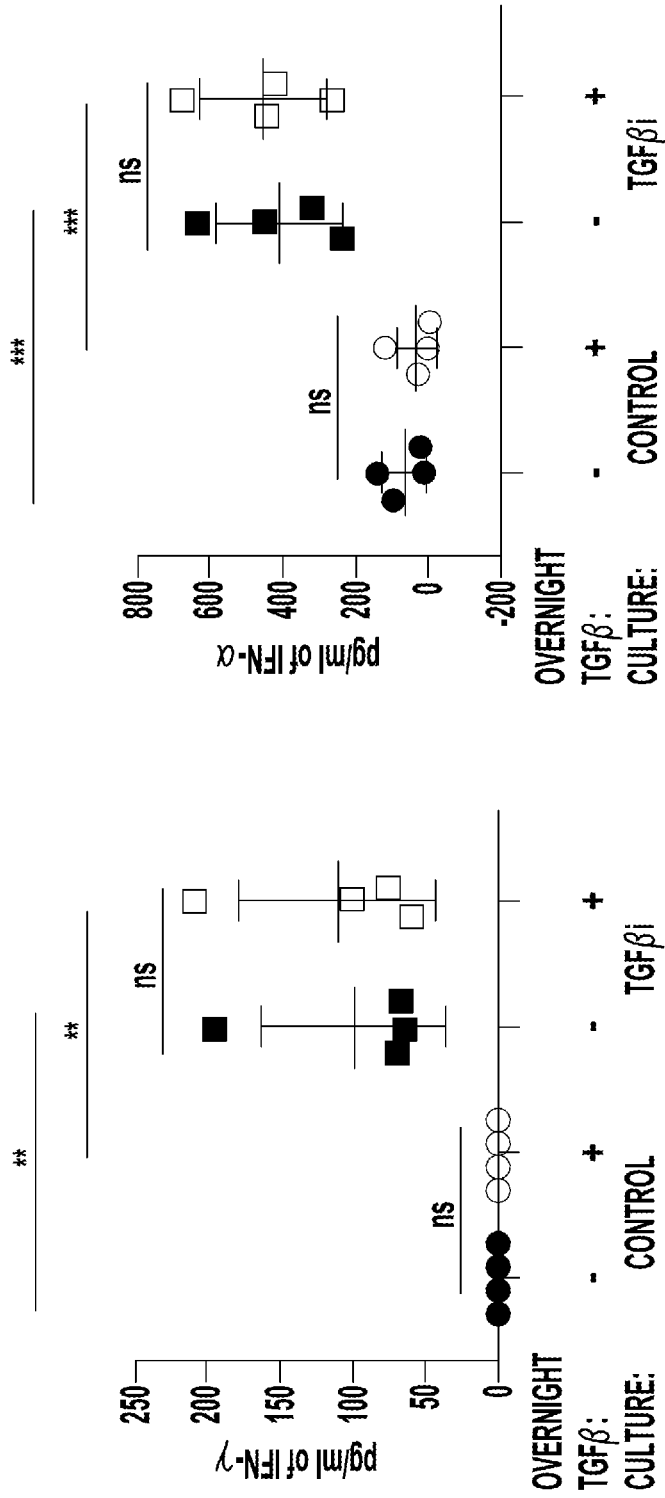 **
**
ns
ns
250
200
150
100
50
0
pg/ml of IFN-γ
OVERNIGHT
TGFβ: - + - +
CULTURE: CONTROL TGFβi
***
***
ns
ns
800
600
400
200
0
-200
pg/ml of IFN-α
OVERNIGHT
TGFβ: - + - +
CULTURE: CONTROL TGFβi